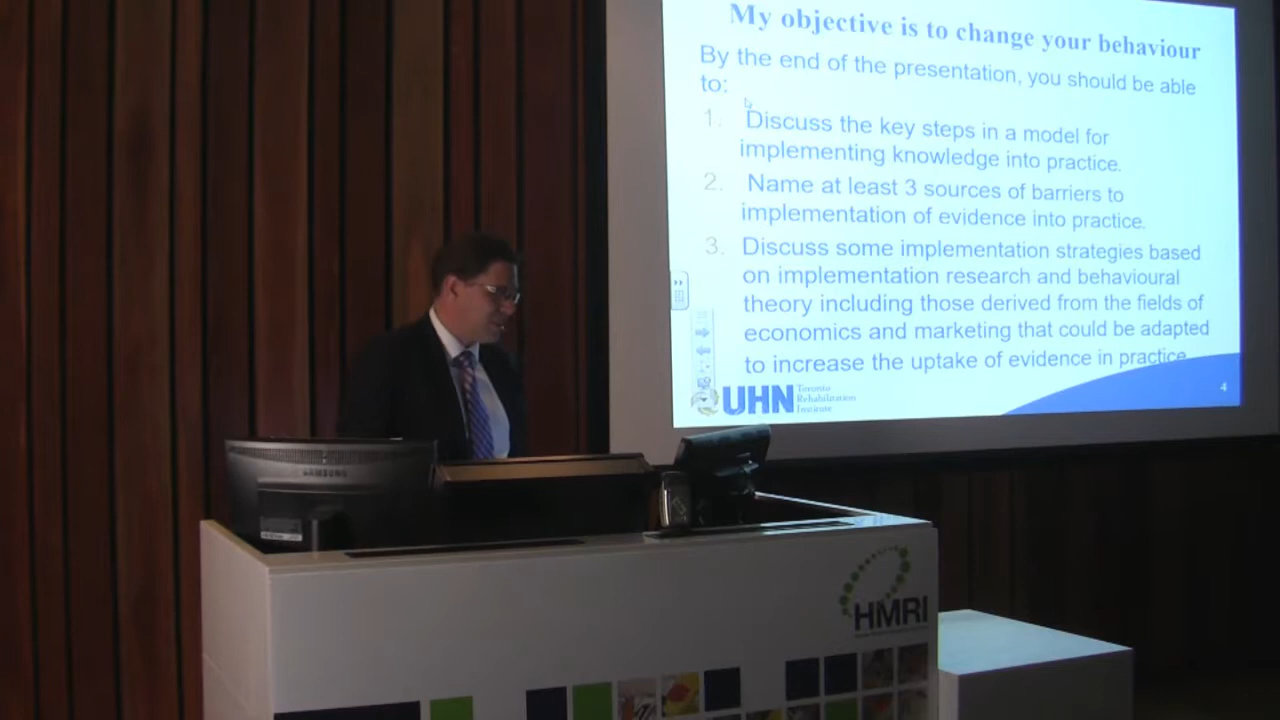 My objective is to change your behaviour
By the end of the presentation, you should be able
to:
1. Discuss the key steps in a model for
implementing knowledge into practice.
2. Name at least 3 sources of barriers to
implementation of evidence into practice.
3. Discuss some implementation strategies based
on implementation research and behavioural
theory including those derived from the fields of
economics and marketing that could be adapted
to increase the uptake of evidence in practice
UHN Toronto
Rehabilitation
Institute
4
SAMSUNG
HMRI